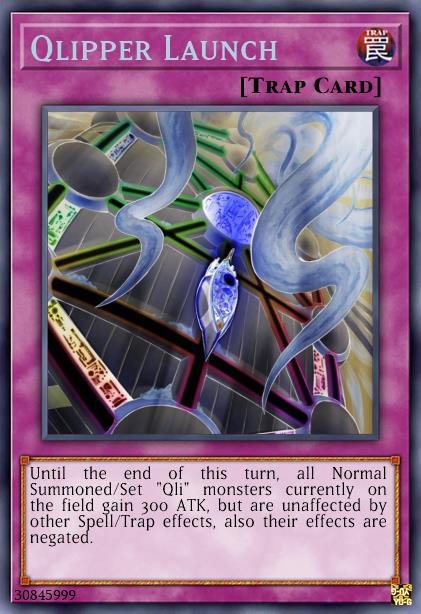 Qlipper Launch
TRAP
罠
[Trap Card]
Until the end of this turn, all Normal
Summoned/Set "Qli" monsters currently on
the field gain 300 ATK, but are unaffected by
other Spell/Trap effects, also their effects are
negated.
30845999